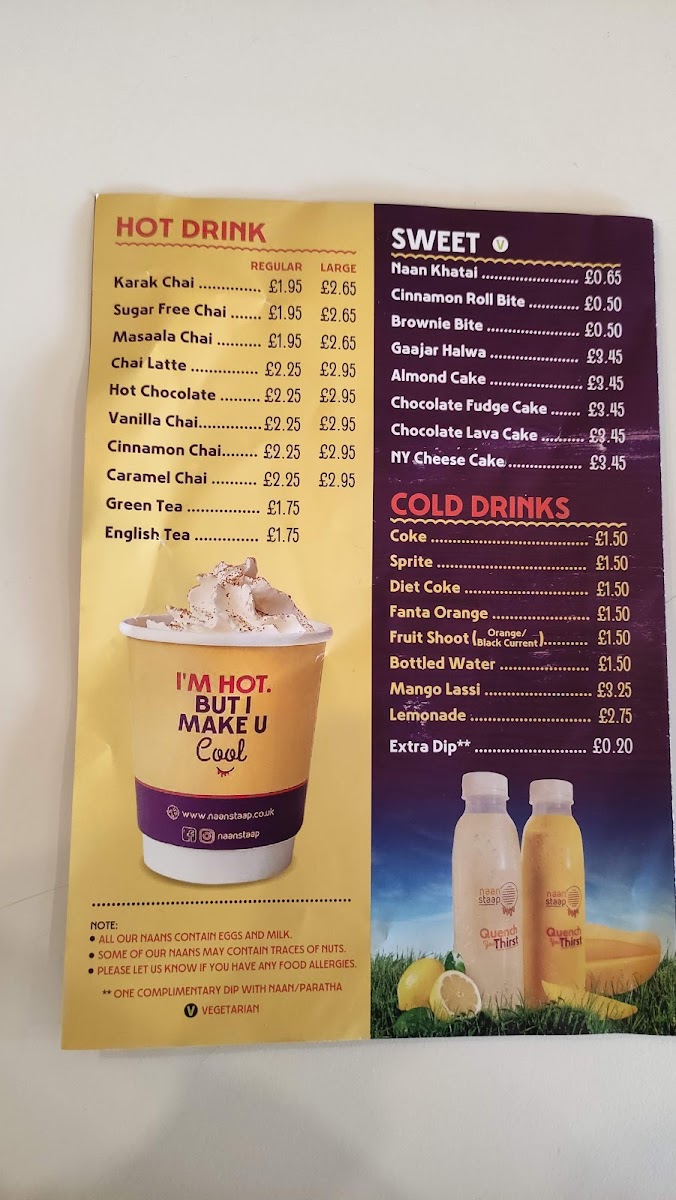 HOT DRINK
REGULAR LARGE
Karak Chai .............. £1.95 £2.65
Sugar Free Chai ....... £1.95 £2.65
Masaala Chai .......... £1.95 £2.65
Chai Latte ............... £2.25 £2.95
Hot Chocolate ......... £2.25 £2.95
Vanilla Chai.............. £2.25 £2.95
Cinnamon Chai........ £2.25 £2.95
Caramel Chai .......... £2.25 £2.95
Green Tea ................ £1.75
English Tea .............. £1.75
I'M HOT.
BUT I
MAKE U
Cool
www.naanstaap.co.uk
naanstaap
NOTE:
• ALL OUR NAANS CONTAIN EGGS AND MILK.
• SOME OF OUR NAANS MAY CONTAIN TRACES OF NUTS.
• PLEASE LET US KNOW IF YOU HAVE ANY FOOD ALLERGIES.
** ONE COMPLIMENTARY DIP WITH NAAN/PARATHA
V VEGETARIAN
SWEET V
Naan Khatai ...................... £0.65
Cinnamon Roll Bite ............ £0.50
Brownie Bite ..................... £0.50
Gaajar Halwa .................... £3.45
Almond Cake .................... £3.45
Chocolate Fudge Cake ....... £3.45
Chocolate Lava Cake .......... £3.45
NY Cheese Cake................. £3.45
COLD DRINKS
Coke .................................... £1.50
Sprite ................................... £1.50
Diet Coke ............................. £1.50
Fanta Orange ....................... £1.50
Fruit Shoot (Orange/ Black Current).......... £1.50
Bottled Water ..................... £1.50
Mango Lassi ........................ £3.25
Lemonade ........................... £2.75
Extra Dip** ......................... £0.20
naan
staap
Quench
You Thirst
naan
staap
Quench
You Thirst